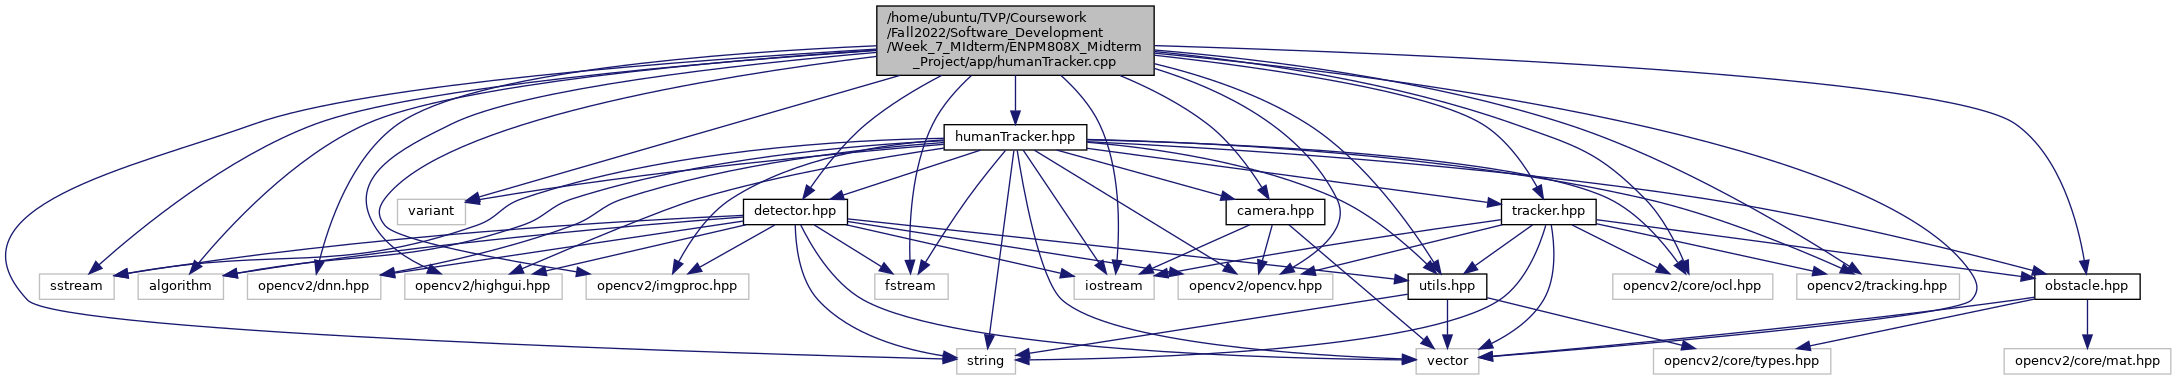 /home/ubuntu/TVP/Coursework
/Fall2022/Software_Development
/Week_7_MIdterm/ENPM808X_Midterm
_Project/app/humanTracker.cpp
humanTracker.hpp
variant
detector.hpp
camera.hpp
tracker.hpp
sstream
algorithm
opencv2/dnn.hpp
opencv2/highgui.hpp
opencv2/imgproc.hpp
fstream
iostream
opencv2/opencv.hpp
utils.hpp
opencv2/core/ocl.hpp
opencv2/tracking.hpp
obstacle.hpp
string
vector
opencv2/core/types.hpp
opencv2/core/mat.hpp